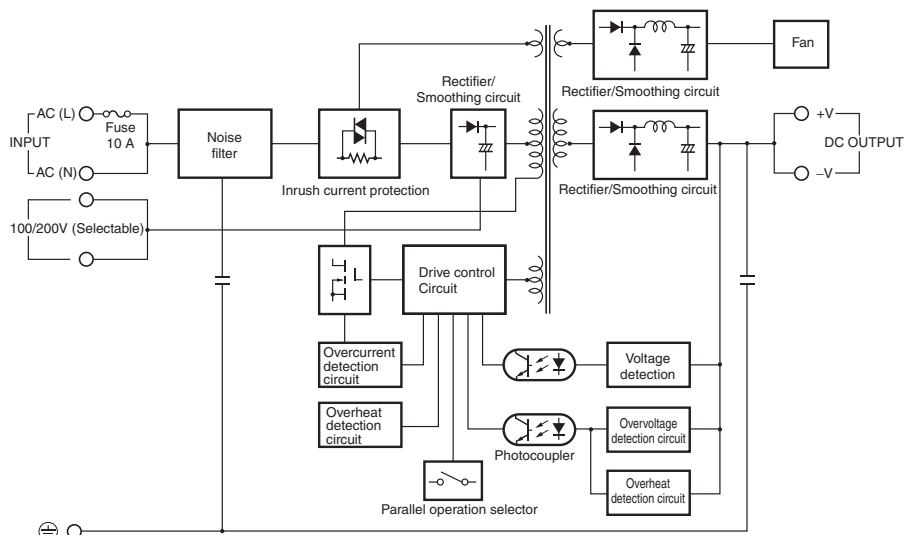 Fan
Rectifier/Smoothing circuit
Rectifier/
Smoothing circuit
AC (L)
Fuse
10 A
INPUT
AC (N)
Noise
filter
Inrush current protection
Rectifier/Smoothing circuit
+V
DC OUTPUT
–V
100/200V (Selectable)
Drive control
Circuit
Overcurrent
detection
circuit
Voltage
detection
Overheat
detection
circuit
Photocoupler
Overvoltage
detection circuit
Overheat
detection circuit
Parallel operation selector